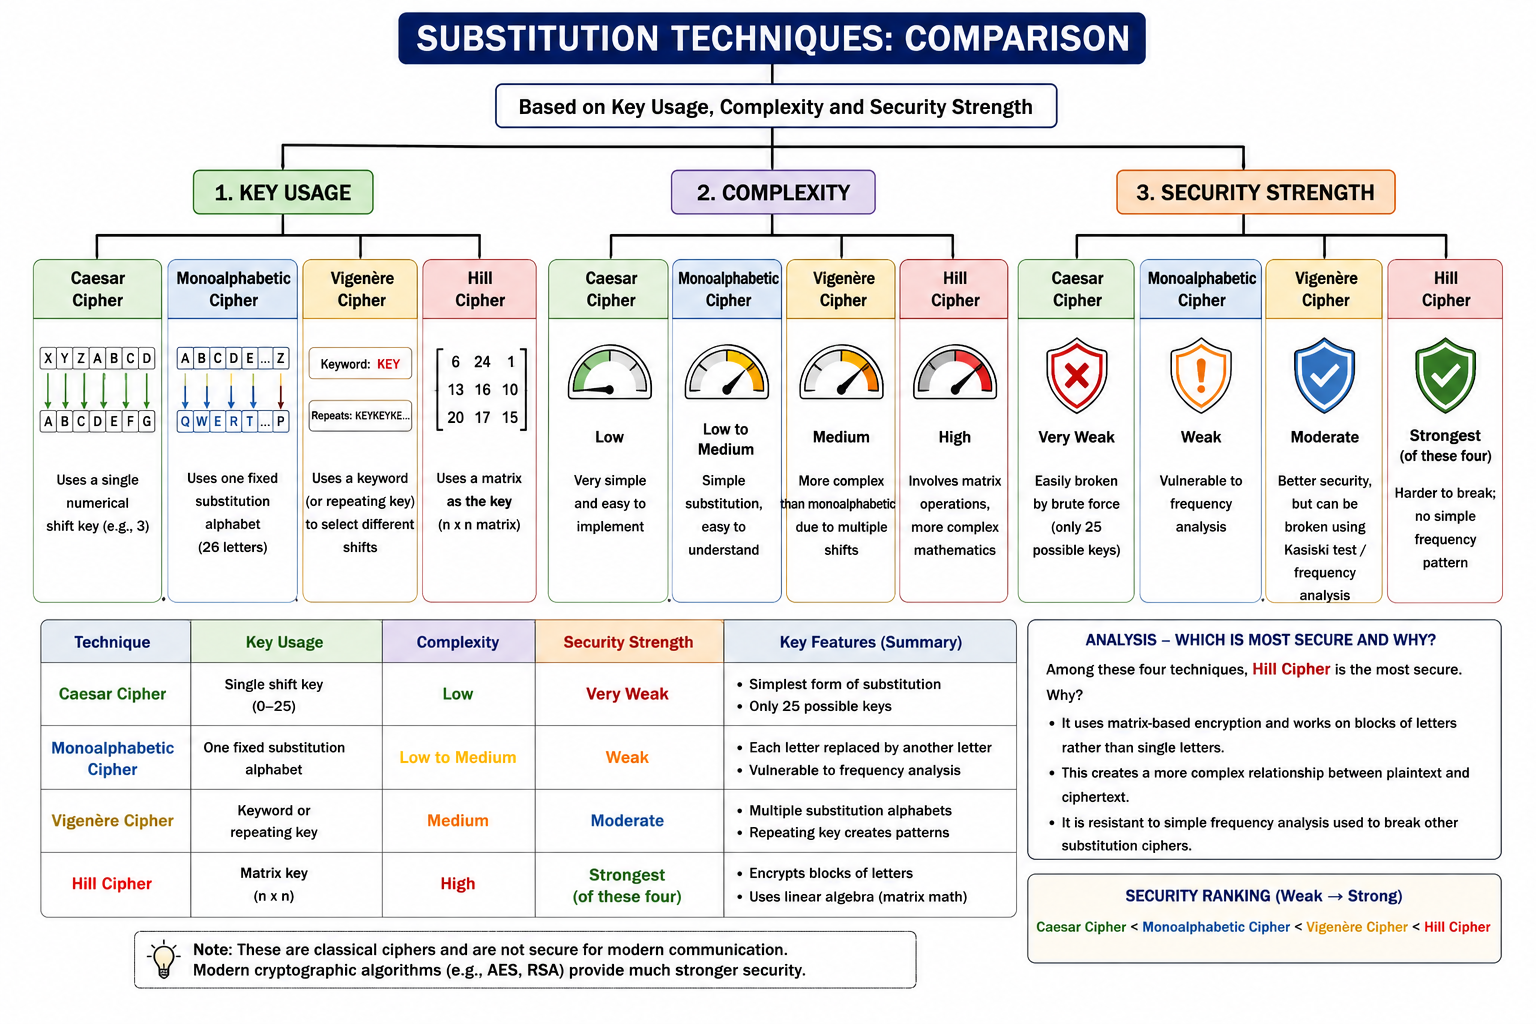 SUBSTITUTION TECHNIQUES: COMPARISON
Based on Key Usage, Complexity and Security Strength
1. KEY USAGE
Caesar
Cipher
X Y Z A B C D
A B C D E F G
Uses a single
numerical
shift key (e.g., 3)
Monoalphabetic
Cipher
A B C D E ... Z
Q W E R T ... P
Uses one fixed
substitution
alphabet
(26 letters)
Vigenère
Cipher
Keyword: KEY
Repeats: KEYKEYKE...
Uses a keyword
(or repeating key)
to select different
shifts
Hill
Cipher
6 24 1
13 16 10
20 17 15
Uses a matrix
as the key
(n x n matrix)
2. COMPLEXITY
Caesar
Cipher
Low
Very simple
and easy to
implement
Monoalphabetic
Cipher
Low to
Medium
Simple
substitution,
easy to
understand
Vigenère
Cipher
Medium
More complex
than monoalphabetic
due to multiple
shifts
Hill
Cipher
High
Involves matrix
operations,
more complex
mathematics
3. SECURITY STRENGTH
Caesar
Cipher
Very Weak
Easily broken
by brute force
(only 25
possible keys)
Monoalphabetic
Cipher
Weak
Vulnerable to
frequency
analysis
Vigenère
Cipher
Moderate
Better security,
but can be
broken using
Kasiski test /
frequency
analysis
Hill
Cipher
Strongest
(of these four)
Harder to break;
no simple
frequency
pattern
Technique Key Usage Complexity Security Strength Key Features (Summary)
Caesar Cipher
Single shift key
(0–25)
Low
Very Weak
• Simplest form of substitution
• Only 25 possible keys
Monoalphabetic
Cipher
One fixed substitution
alphabet
Low to Medium
Weak
• Each letter replaced by another letter
• Vulnerable to frequency analysis
Vigenère Cipher
Keyword or
repeating key
Medium
Moderate
• Multiple substitution alphabets
• Repeating key creates patterns
Hill Cipher
Matrix key
(n x n)
High
Strongest
(of these four)
• Encrypts blocks of letters
• Uses linear algebra (matrix math)
ANALYSIS – WHICH IS MOST SECURE AND WHY?
Among these four techniques, Hill Cipher is the most secure.
Why?
• It uses matrix-based encryption and works on blocks of letters
rather than single letters.
• This creates a more complex relationship between plaintext and
ciphertext.
• It is resistant to simple frequency analysis used to break other
substitution ciphers.
SECURITY RANKING (Weak → Strong)
Caesar Cipher < Monoalphabetic Cipher < Vigenère Cipher < Hill Cipher
Note: These are classical ciphers and are not secure for modern communication.
Modern cryptographic algorithms (e.g., AES, RSA) provide much stronger security.